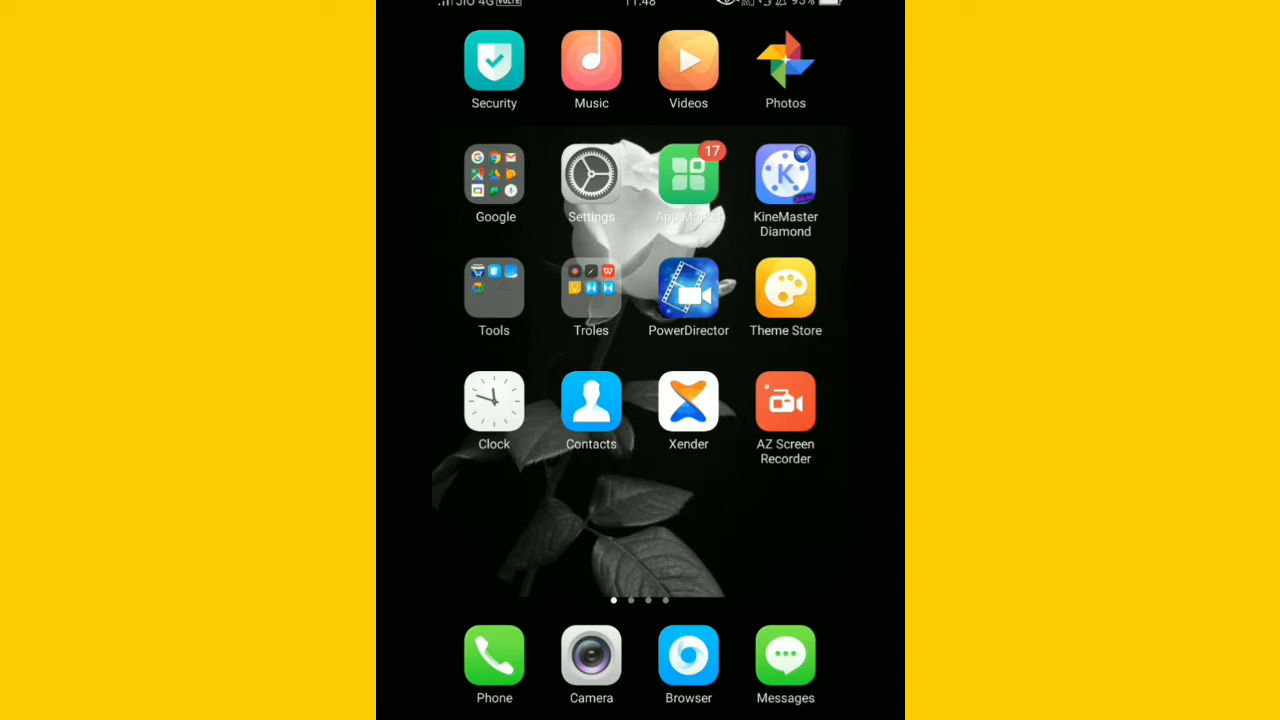 JIO 4G VOLTE 11:48 95%
Security Music Videos Photos
17
Google Settings App Market KineMaster
Diamond
Tools Troles PowerDirector Theme Store
Clock Contacts Xender AZ Screen
Recorder
Phone Camera Browser Messages